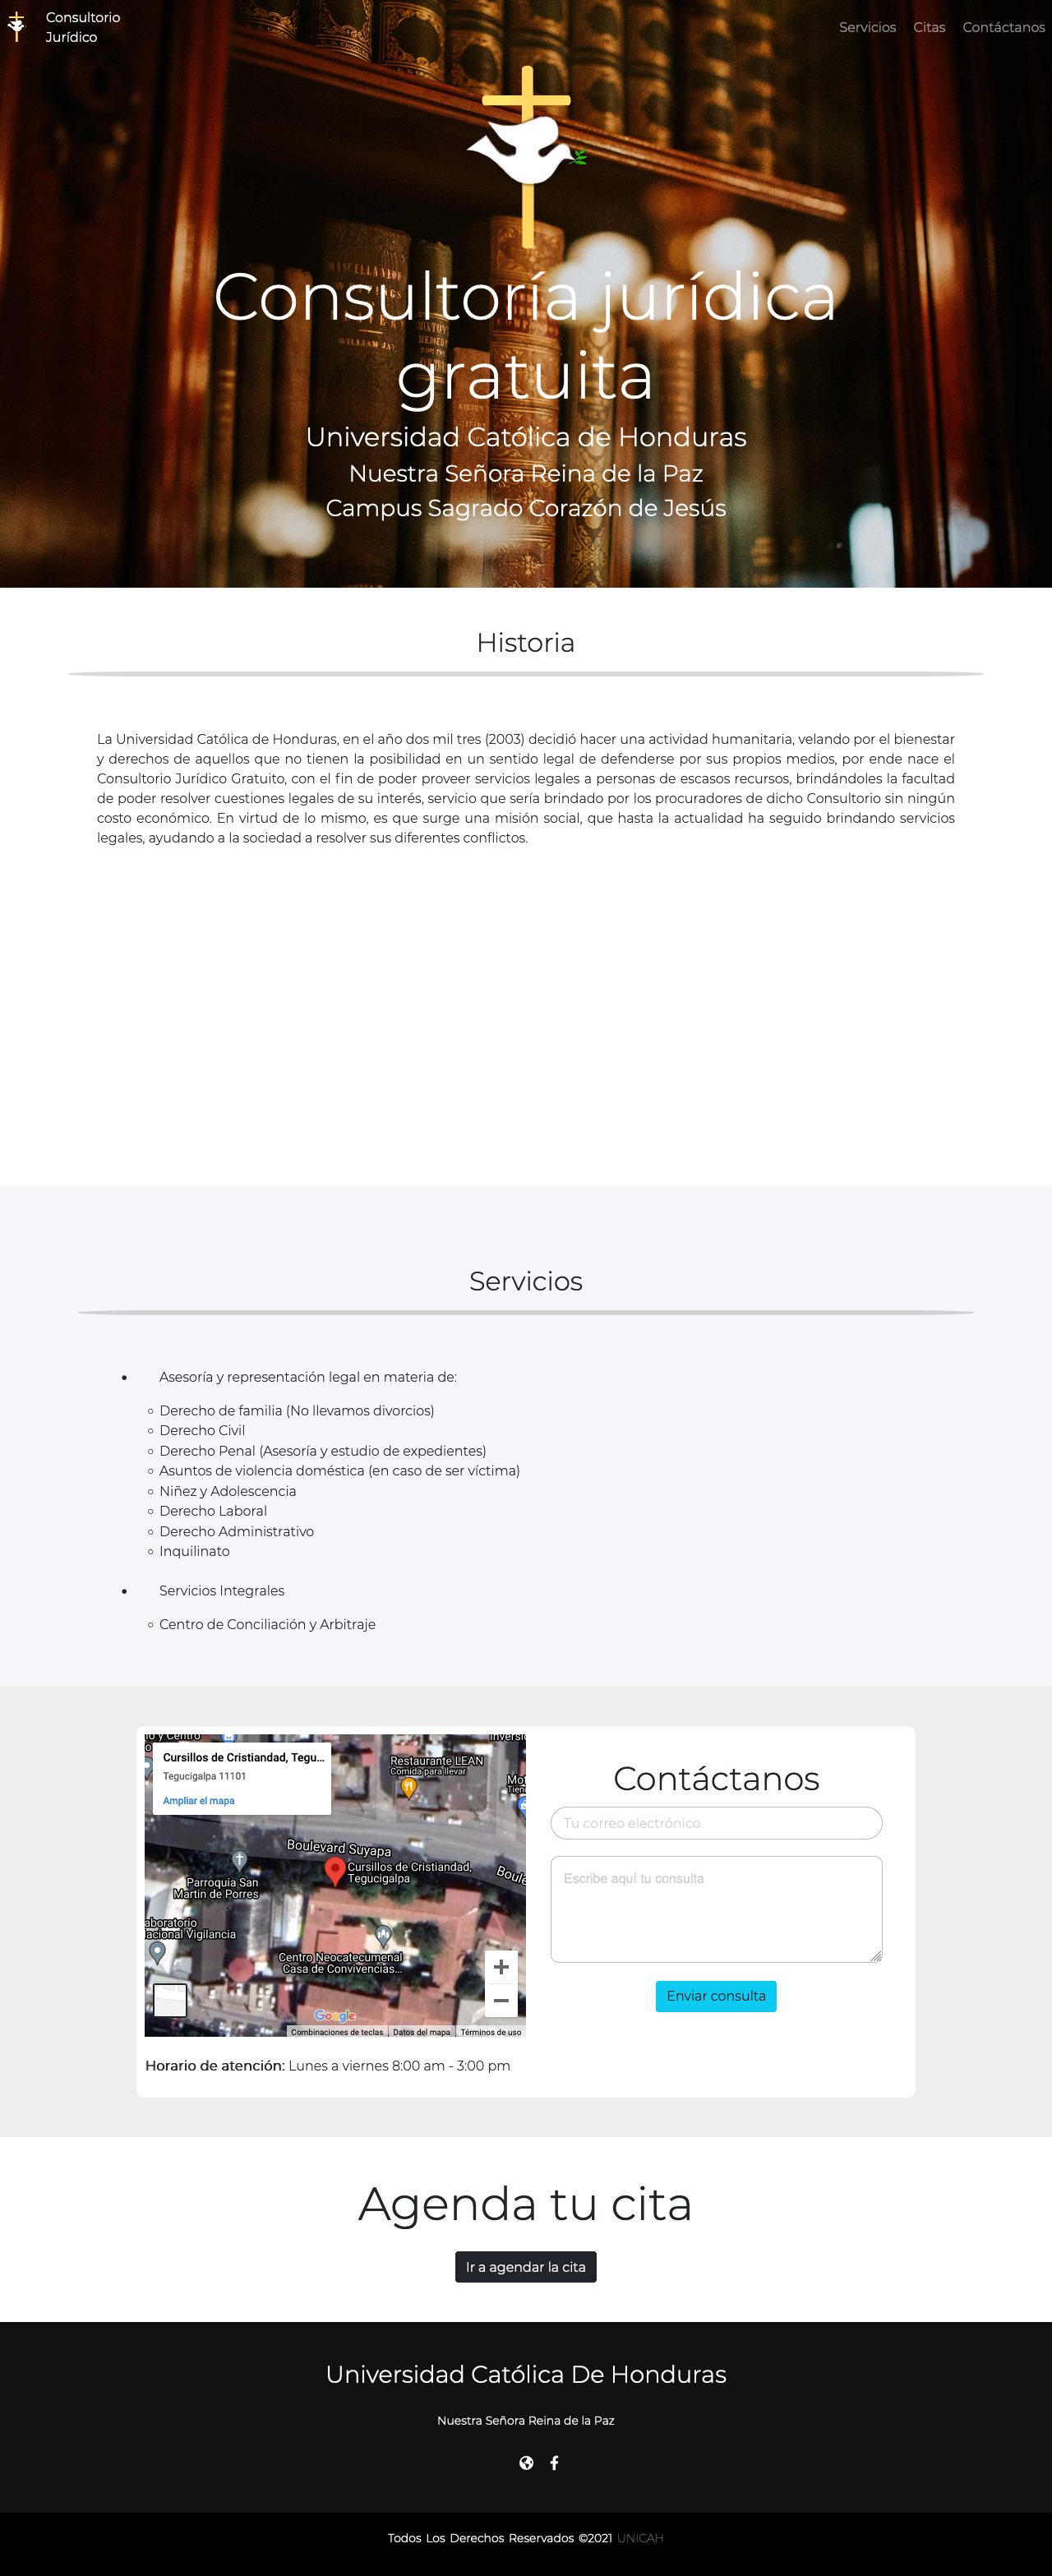 Consultorio
Jurídico
Servicios
Citas
Contáctanos
Consultoría jurídica
gratuita
Universidad Católica de Honduras
Nuestra Señora Reina de la Paz
Campus Sagrado Corazón de Jesús
Historia
La Universidad Católica de Honduras, en el año dos mil tres (2003) decidió hacer una actividad humanitaria, velando por el bienestar
y derechos de aquellos que no tienen la posibilidad en un sentido legal de defenderse por sus propios medios, por ende nace el
Consultorio Jurídico Gratuito, con el fin de poder proveer servicios legales a personas de escasos recursos, brindándoles la facultad
de poder resolver cuestiones legales de su interés, servicio que sería brindado por los procuradores de dicho Consultorio sin ningún
costo económico. En virtud de lo mismo, es que surge una misión social, que hasta la actualidad ha seguido brindando servicios
legales, ayudando a la sociedad a resolver sus diferentes conflictos.
Servicios
Asesoría y representación legal en materia de:
Derecho de familia (No llevamos divorcios)
Derecho Civil
Derecho Penal (Asesoría y estudio de expedientes)
Asuntos de violencia doméstica (en caso de ser víctima)
Niñez y Adolescencia
Derecho Laboral
Derecho Administrativo
Inquilinato
Servicios Integrales
Centro de Conciliación y Arbitraje
Cursillos de Cristiandad, Tegu...
Tegucigalpa 11101
Ampliar el mapa
Restaurante LEAN
Comida para llevar
Boulevard Suyapa
Cursillos de Cristiandad,
Tegucigalpa
Parroquia San
Martin de Porres
Centro Neocatecumenal
Casa de Convivencias...
Google
Combinaciones de teclas
Datos del mapa
Términos de uso
Horario de atención: Lunes a viernes 8:00 am - 3:00 pm
Contáctanos
Tu correo electrónico
Escribe aquí tu consulta
Enviar consulta
Agenda tu cita
Ir a agendar la cita
Universidad Católica De Honduras
Nuestra Señora Reina de la Paz
Todos Los Derechos Reservados ©2021 UNICAH